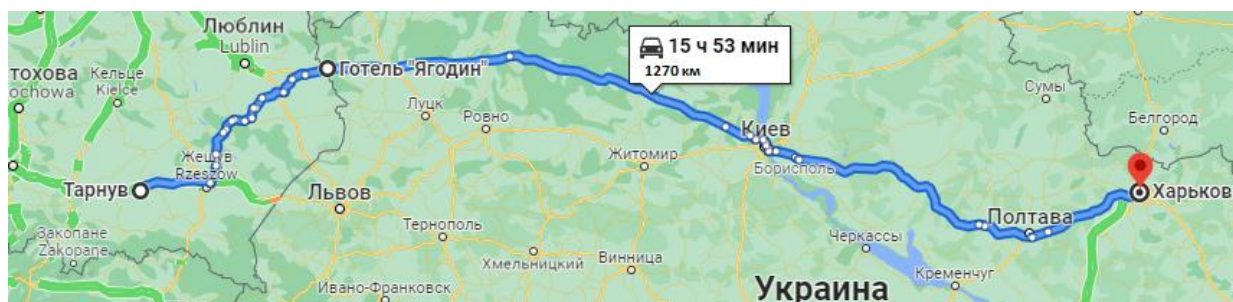 Люблин
Lublin
тохова
ochowa
Кельце
Kielce
Готель "Ягодин"
15 ч 53 мин
1270 км
Сумы
Белгород
Луцк
Ровно
Киев
Житомир
Борисполь
Жешув
Rzeszów
Тарнув
Львов
Харьков
Полтава
Закопане
Zakopane
Тернополь
Хмельницкий
Винница
Черкассы
Кременчуг
Ивано-Франковск
Украина